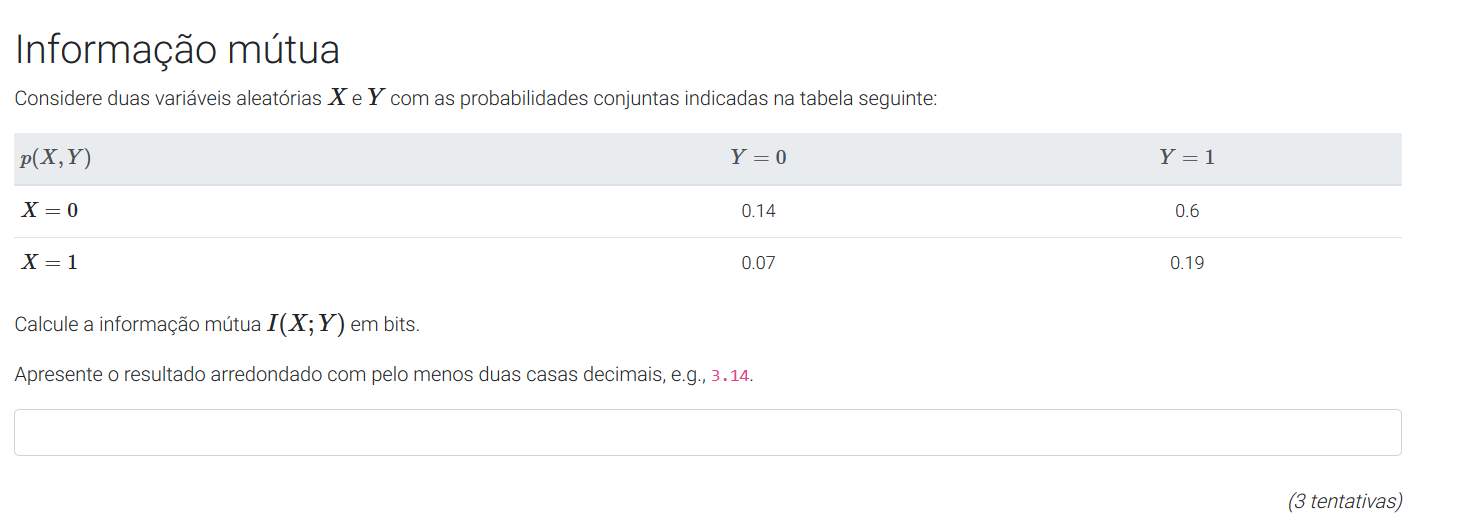 Informação mútua
Considere duas variáveis aleatórias X e Y com as probabilidades conjuntas indicadas na tabela seguinte:
p(X, Y) Y = 0 Y = 1
X = 0 0.14 0.6
X = 1 0.07 0.19
Calcule a informação mútua I(X; Y) em bits.
Apresente o resultado arredondado com pelo menos duas casas decimais, e.g., 3.14.
(3 tentativas)